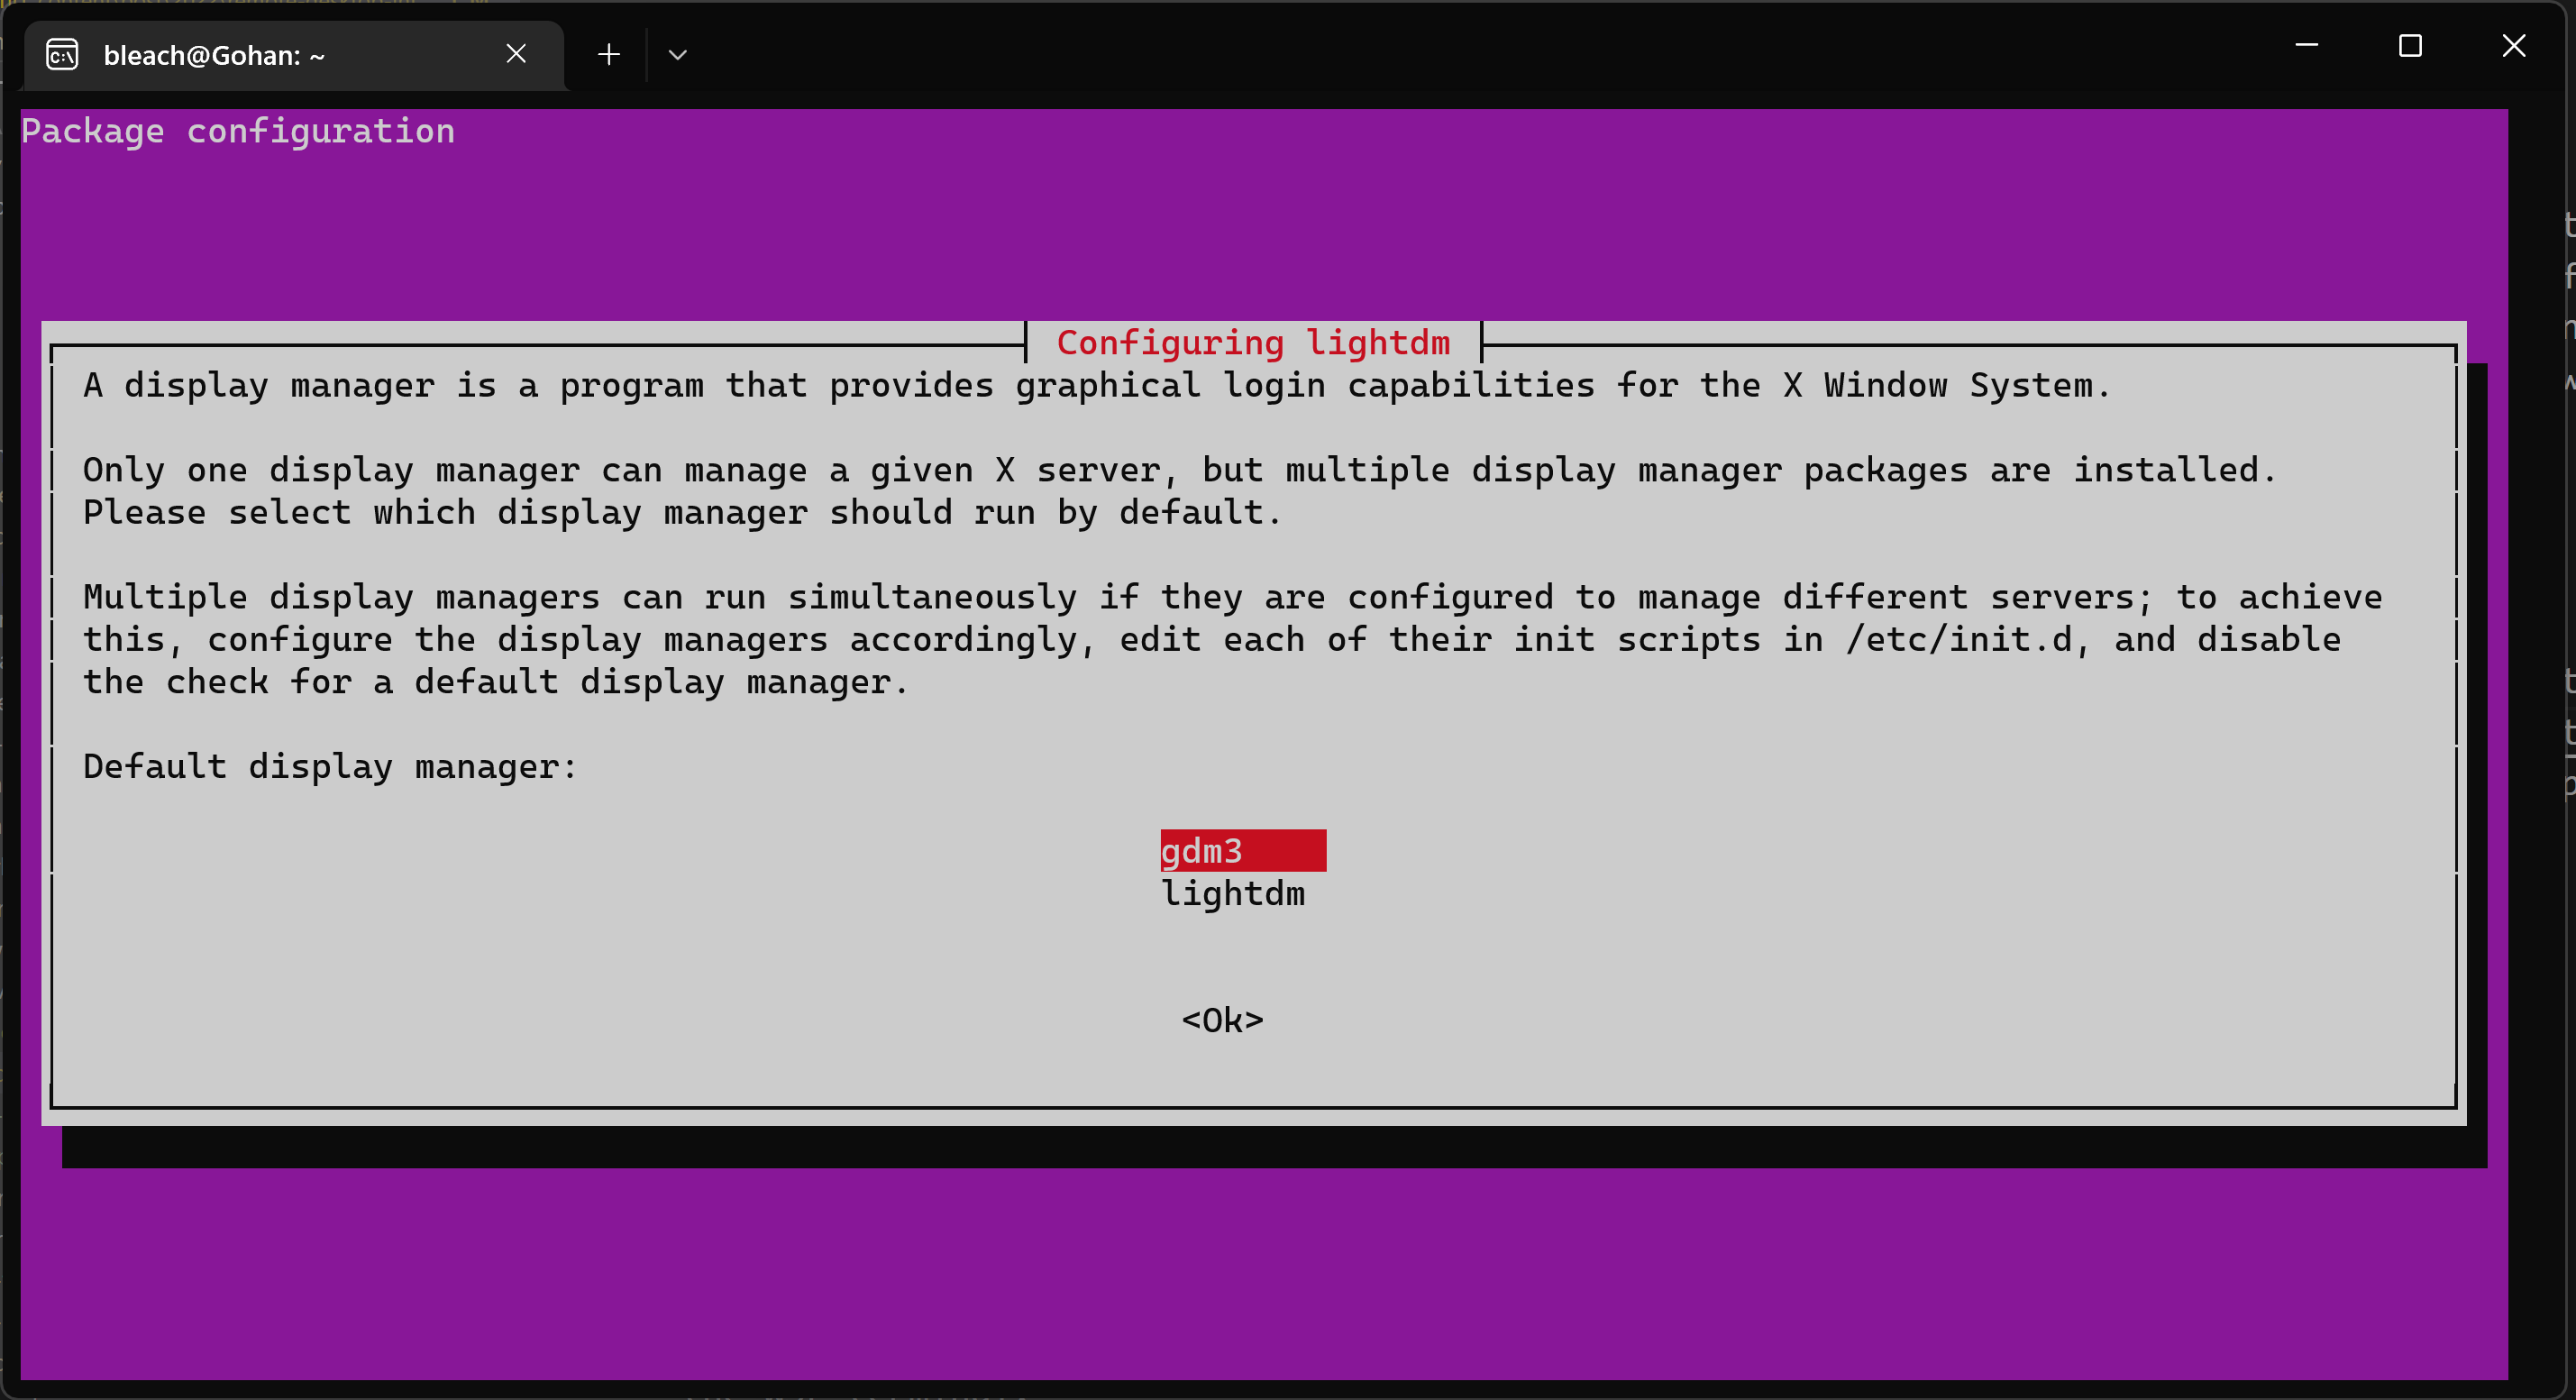 bleach@Gohan: ~
Package configuration
Configuring lightdm
A display manager is a program that provides graphical login capabilities for the X Window System.
Only one display manager can manage a given X server, but multiple display manager packages are installed.
Please select which display manager should run by default.
Multiple display managers can run simultaneously if they are configured to manage different servers; to achieve
this, configure the display managers accordingly, edit each of their init scripts in /etc/init.d, and disable
the check for a default display manager.
Default display manager:
gdm3
lightdm
<Ok>